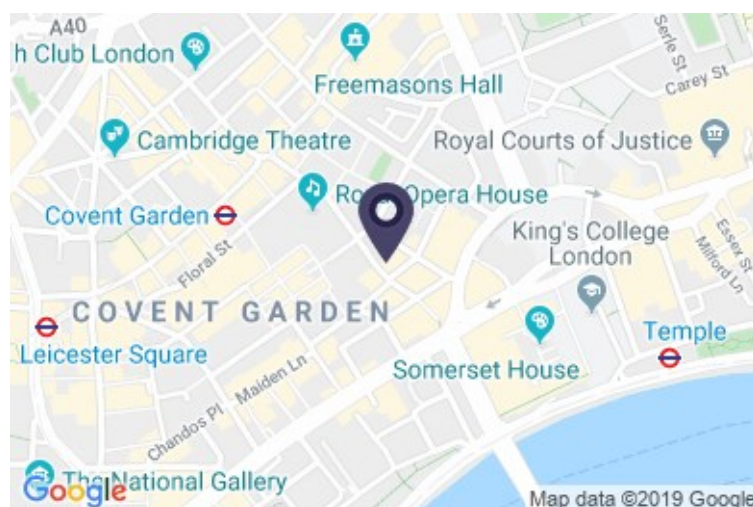 A40
h Club London
Freemasons Hall
Serle St
Carey St
Cambridge Theatre
Royal Courts of Justice
Opera House
Covent Garden
Floral St
King's College
London
Essex St
Milford Ln
COVENT GARDEN
Leicester Square
Temple
Maiden Ln
Somerset House
Chandos Pl
The National Gallery
Google
Map data ©2019 Google